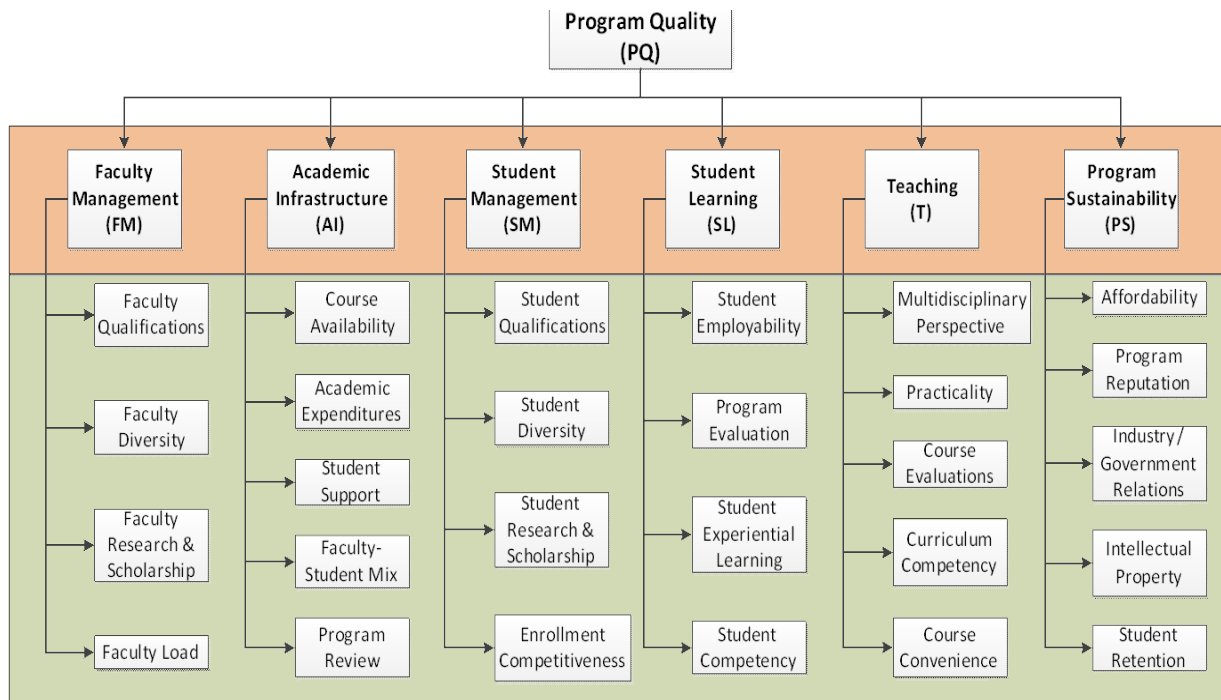 Program Quality
(PQ)
Faculty
Management
(FM)
Academic
Infrastructure
(AI)
Student
Management
(SM)
Student
Learning
(SL)
Teaching
(T)
Program
Sustainability
(PS)
Faculty
Qualifications
Faculty
Diversity
Faculty
Research &
Scholarship
Faculty Load
Course
Availability
Academic
Expenditures
Student
Support
Faculty-
Student Mix
Program
Review
Student
Qualifications
Student
Diversity
Student
Research &
Scholarship
Enrollment
Competitiveness
Student
Employability
Program
Evaluation
Student
Experiential
Learning
Student
Competency
Multidisciplinary
Perspective
Practicality
Course
Evaluations
Curriculum
Competency
Course
Convenience
Affordability
Program
Reputation
Industry/
Government
Relations
Intellectual
Property
Student
Retention